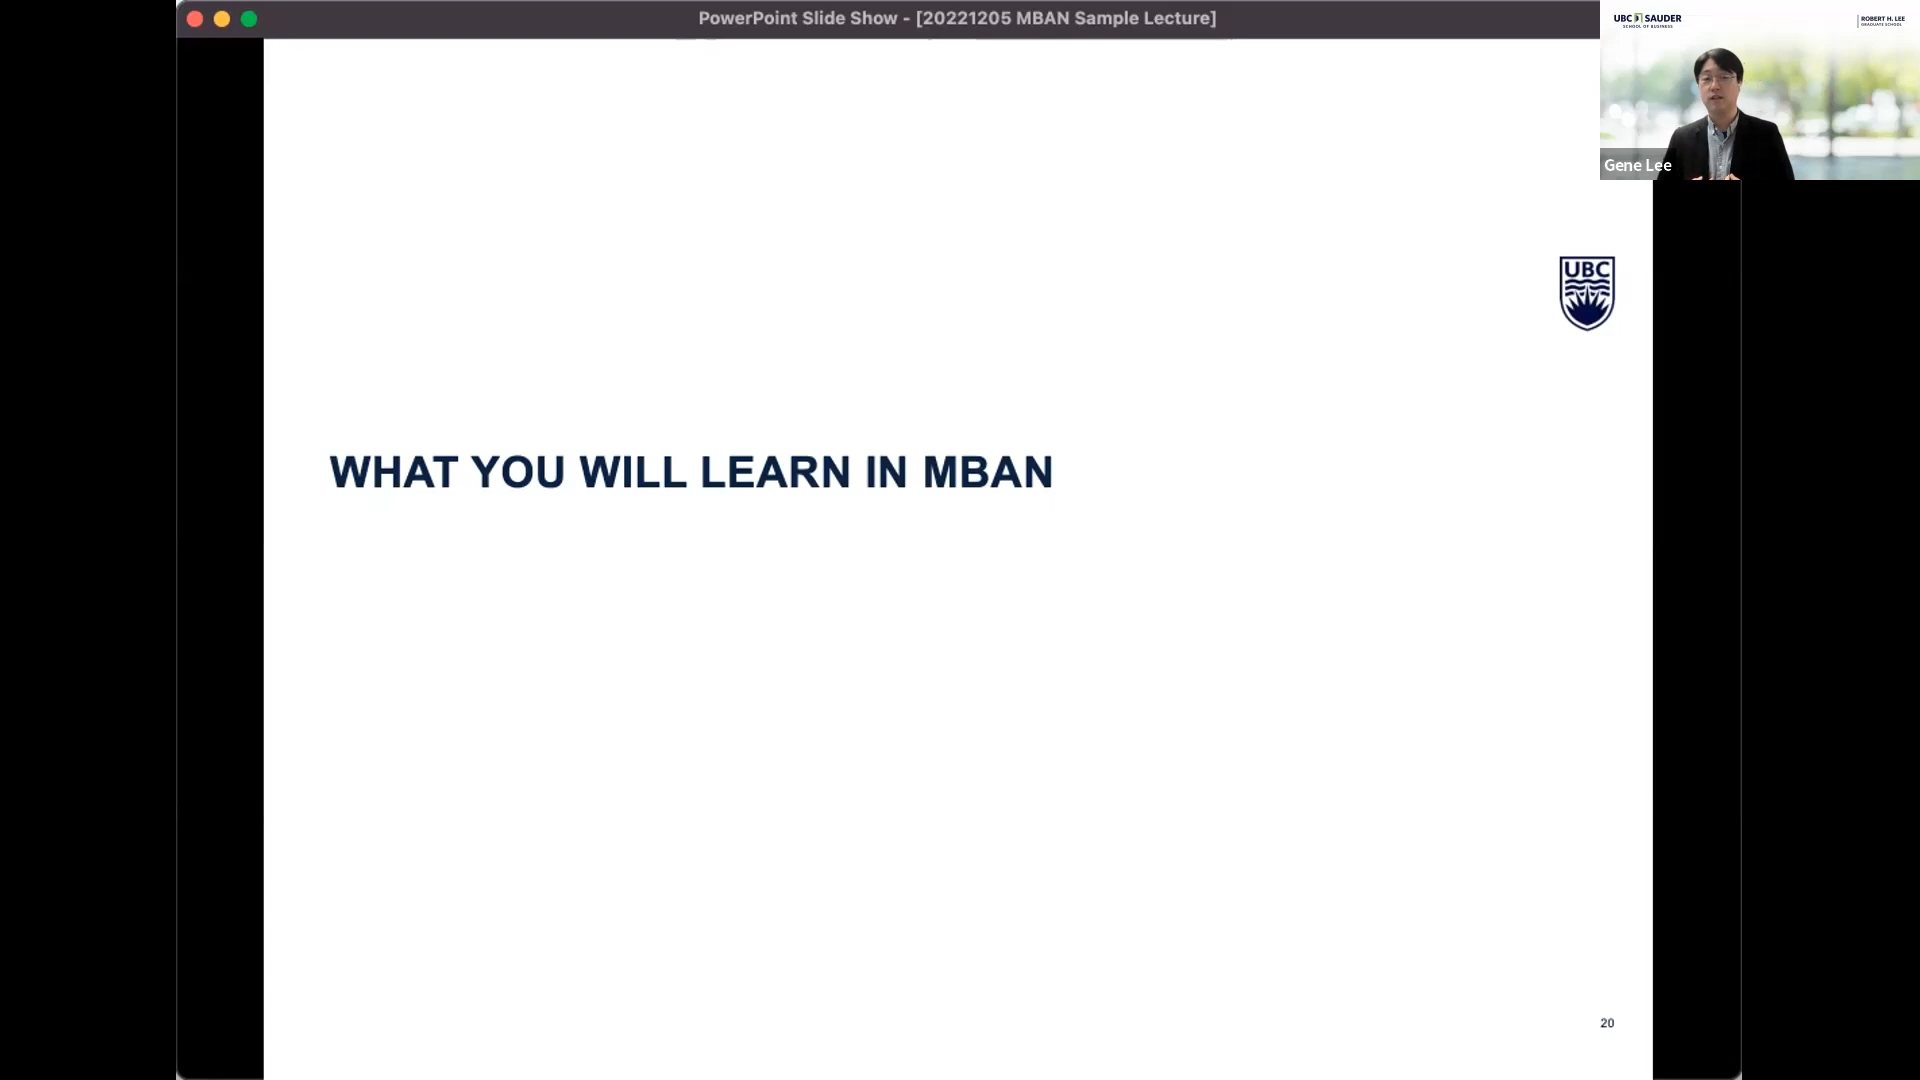 PowerPoint Slide Show - [20221205 MBAN Sample Lecture]
UBC SAUDER
SCHOOL OF BUSINESS
ROBERT H. LEE
GRADUATE SCHOOL
Gene Lee
UBC
WHAT YOU WILL LEARN IN MBAN
20